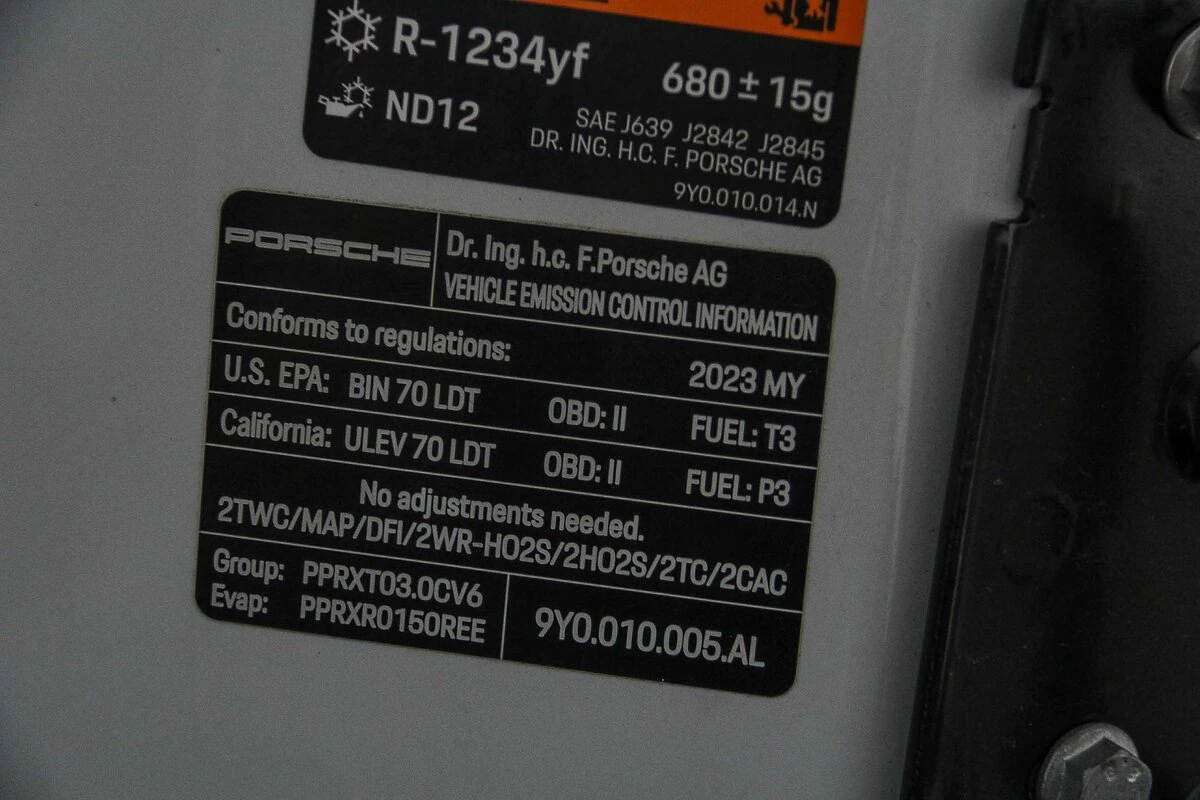 R-1234yf
680 ± 15g
ND12
SAE J639 J2842 J2845
DR. ING. H.C. F. PORSCHE AG
9Y0.010.014.N
PORSCHE
Dr. Ing. h.c. F.Porsche AG
VEHICLE EMISSION CONTROL INFORMATION
Conforms to regulations: 2023 MY
U.S. EPA: BIN 70 LDT OBD: II FUEL: T3
California: ULEV 70 LDT OBD: II FUEL: P3
No adjustments needed.
2TWC/MAP/DFI/2WR-HO2S/2HO2S/2TC/2CAC
Group: PPRXT03.0CV6
Evap: PPRXR0150REE
9Y0.010.005.AL